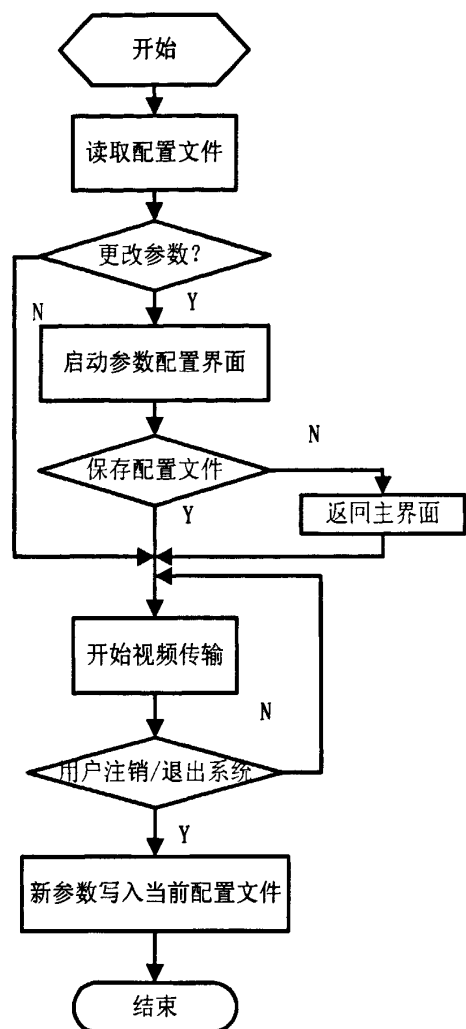 开始
读取配置文件
更改参数?
N
Y
启动参数配置界面
N
保存配置文件
Y
返回主界面
开始视频传输
N
用户注销/退出系统
Y
新参数写入当前配置文件
结束